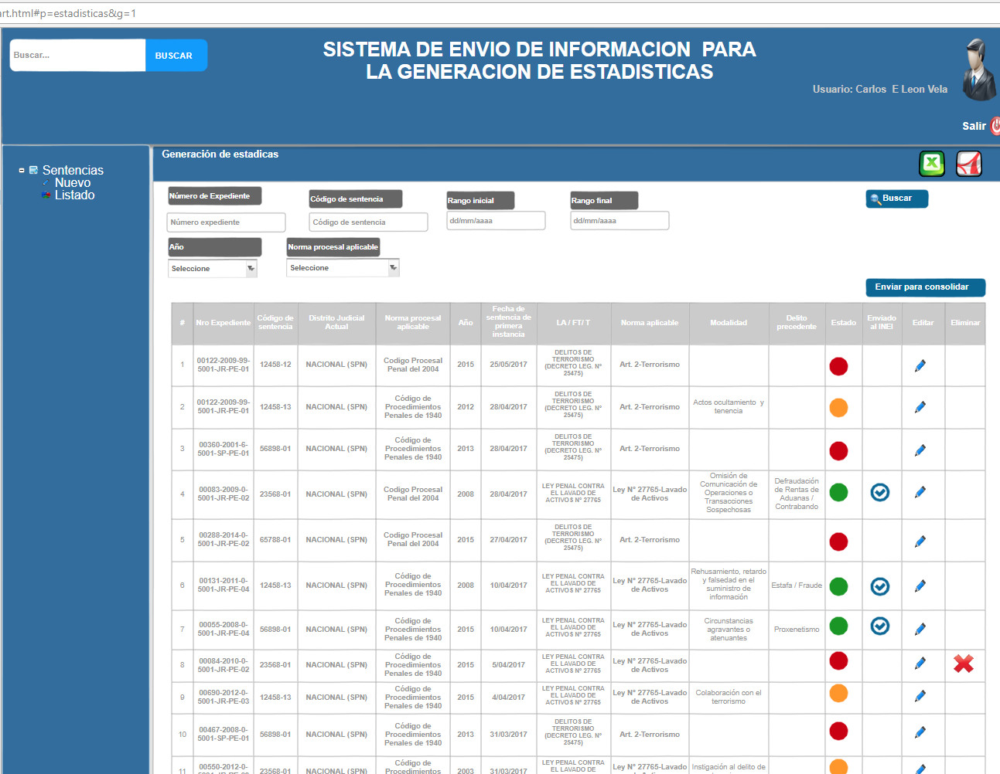 art.html#p=estadisticas&g=1
Buscar...
BUSCAR
SISTEMA DE ENVIO DE INFORMACION PARA
LA GENERACION DE ESTADISTICAS
Usuario: Carlos E Leon Vela
Salir
Sentencias
Nuevo
Listado
Generación de estadicas
Número de Expediente
Código de sentencia
Rango inicial
Rango final
Buscar
Número expediente
Código de sentencia
dd/mm/aaaa
dd/mm/aaaa
Año
Norma procesal aplicable
Seleccione
Seleccione
Enviar para consolidar
# Nro Expediente Código de sentencia Distrito Judicial Actual Norma procesal aplicable Año Fecha de sentencia de primera instancia LA / FT/ T Norma aplicable Modalidad Delito precedente Estado Enviado al INEI Editar Eliminar
1 00122-2009-99-5001-JR-PE-01 12458-12 NACIONAL (SPN) Codigo Procesal Penal del 2004 2015 25/05/2017 DELITOS DE TERRORISMO (DECRETO LEG. Nº 25475) Art. 2-Terrorismo
2 00122-2009-99-5001-JR-PE-01 12458-13 NACIONAL (SPN) Código de Procedimientos Penales de 1940 2012 28/04/2017 DELITOS DE TERRORISMO (DECRETO LEG. Nº 25475) Art. 2-Terrorismo Actos ocultamiento y tenencia
3 00360-2001-6-5001-SP-PE-01 56898-01 NACIONAL (SPN) Código de Procedimientos Penales de 1940 2013 28/04/2017 DELITOS DE TERRORISMO (DECRETO LEG. Nº 25475) Art. 2-Terrorismo
4 00083-2009-0-5001-JR-PE-02 23568-01 NACIONAL (SPN) Codigo Procesal Penal del 2004 2008 28/04/2017 LEY PENAL CONTRA EL LAVADO DE ACTIVOS Nº 27765 Ley N° 27765-Lavado de Activos Omisión de Comunicación de Operaciones o Transacciones Sospechosas Defraudación de Rentas de Aduanas / Contrabando
5 00288-2014-0-5001-JR-PE-02 65788-01 NACIONAL (SPN) Codigo Procesal Penal del 2004 2015 27/04/2017 DELITOS DE TERRORISMO (DECRETO LEG. Nº 25475) Art. 2-Terrorismo
6 00131-2011-0-5001-JR-PE-04 12458-13 NACIONAL (SPN) Código de Procedimientos Penales de 1940 2008 10/04/2017 LEY PENAL CONTRA EL LAVADO DE ACTIVOS Nº 27765 Ley N° 27765-Lavado de Activos Rehusamiento, retardo y falsedad en el suministro de información Estafa / Fraude
7 00055-2008-0-5001-JR-PE-04 56898-01 NACIONAL (SPN) Código de Procedimientos Penales de 1940 2015 10/04/2017 LEY PENAL CONTRA EL LAVADO DE ACTIVOS Nº 27765 Ley N° 27765-Lavado de Activos Circunstancias agravantes o atenuantes Proxenetismo
8 00084-2010-0-5001-JR-PE-02 23568-01 NACIONAL (SPN) Código de Procedimientos Penales de 1940 2015 5/04/2017 LEY PENAL CONTRA EL LAVADO DE ACTIVOS Nº 27765 Ley N° 27765-Lavado de Activos
9 00690-2012-0-5001-JR-PE-03 12458-13 NACIONAL (SPN) Código de Procedimientos Penales de 1940 2015 4/04/2017 LEY PENAL CONTRA EL LAVADO DE ACTIVOS Nº 27765 Ley N° 27765-Lavado de Activos Colaboración con el terrorismo
10 00467-2008-0-5001-SP-PE-01 56898-01 NACIONAL (SPN) Código de Procedimientos Penales de 1940 2013 31/03/2017 DELITOS DE TERRORISMO (DECRETO LEG. Nº 25475) Art. 2-Terrorismo
11 00550-2012-0- 23568-01 NACIONAL (SPN) Código de Procedimientos 2003 31/03/2017 LEY PENAL CONTRA EL LAVADO DE Ley N° 27765-Lavado Instigación al delito de